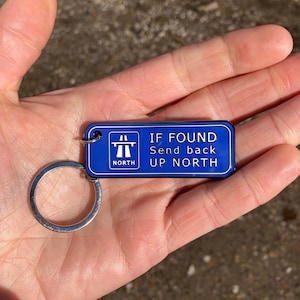 NORTH
IF FOUND
Send back
UP NORTH